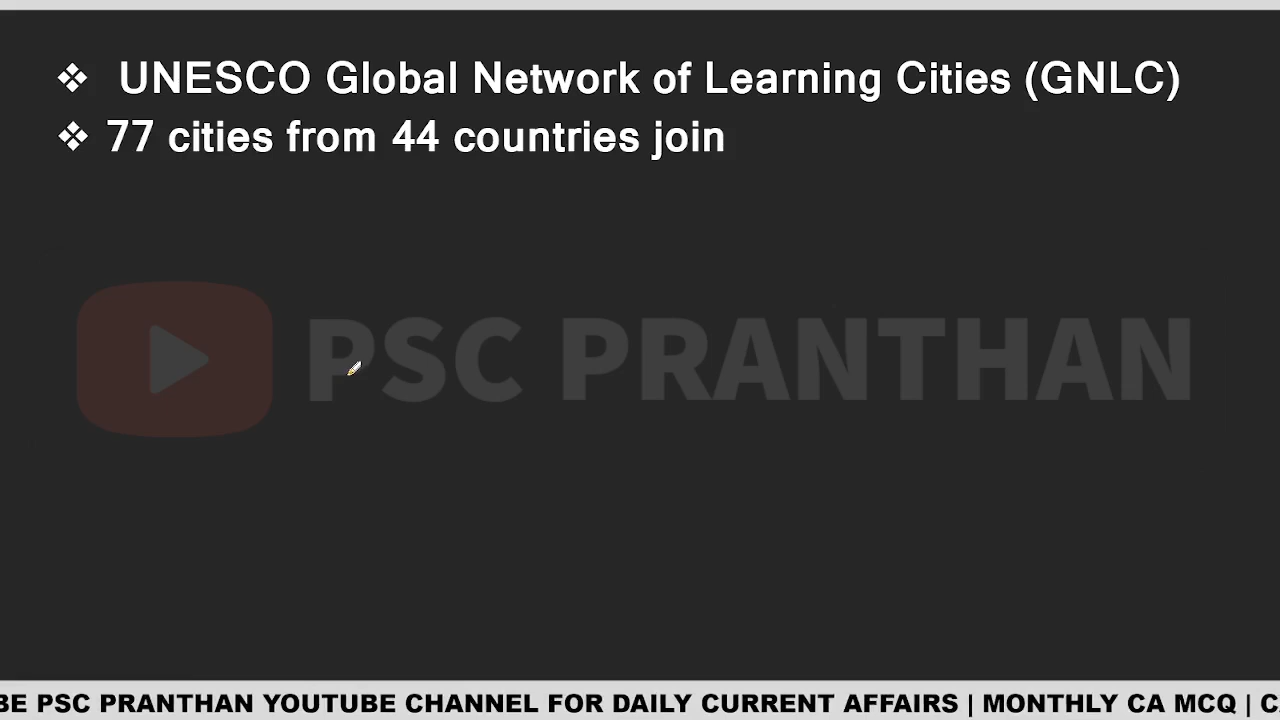 ❖ UNESCO Global Network of Learning Cities (GNLC)
❖ 77 cities from 44 countries join
PSC PRANTHAN
BE PSC PRANTHAN YOUTUBE CHANNEL FOR DAILY CURRENT AFFAIRS | MONTHLY CA MCQ | C